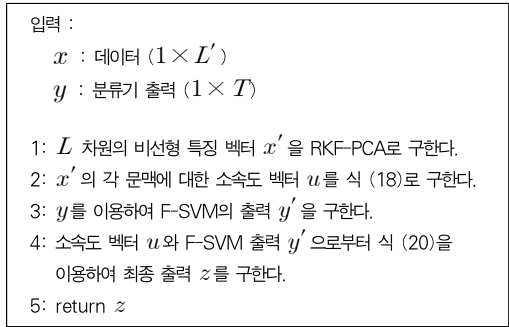 입력 :
x : 데이터 (1×L′)
y : 분류기 출력 (1×T)
1: L 차원의 비선형 특징 벡터 x′을 RKF-PCA로 구한다.
2: x′의 각 문맥에 대한 소속도 벡터 u를 식 (18)로 구한다.
3: y를 이용하여 F-SVM의 출력 y′을 구한다.
4: 소속도 벡터 u와 F-SVM 출력 y′으로부터 식 (20)을
이용하여 최종 출력 z를 구한다.
5: return z